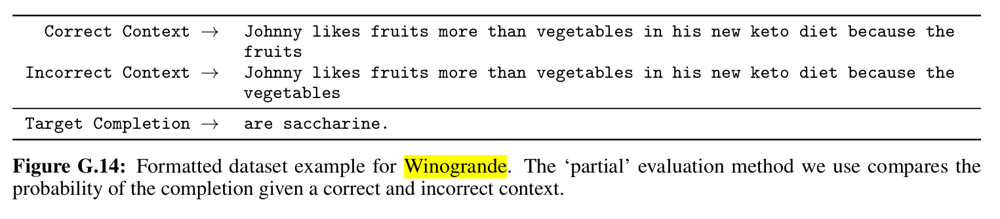 Correct Context → Johnny likes fruits more than vegetables in his new keto diet because the
fruits
Incorrect Context → Johnny likes fruits more than vegetables in his new keto diet because the
vegetables
Target Completion → are saccharine.
Figure G.14: Formatted dataset example for Winogrande. The ‘partial’ evaluation method we use compares the
probability of the completion given a correct and incorrect context.